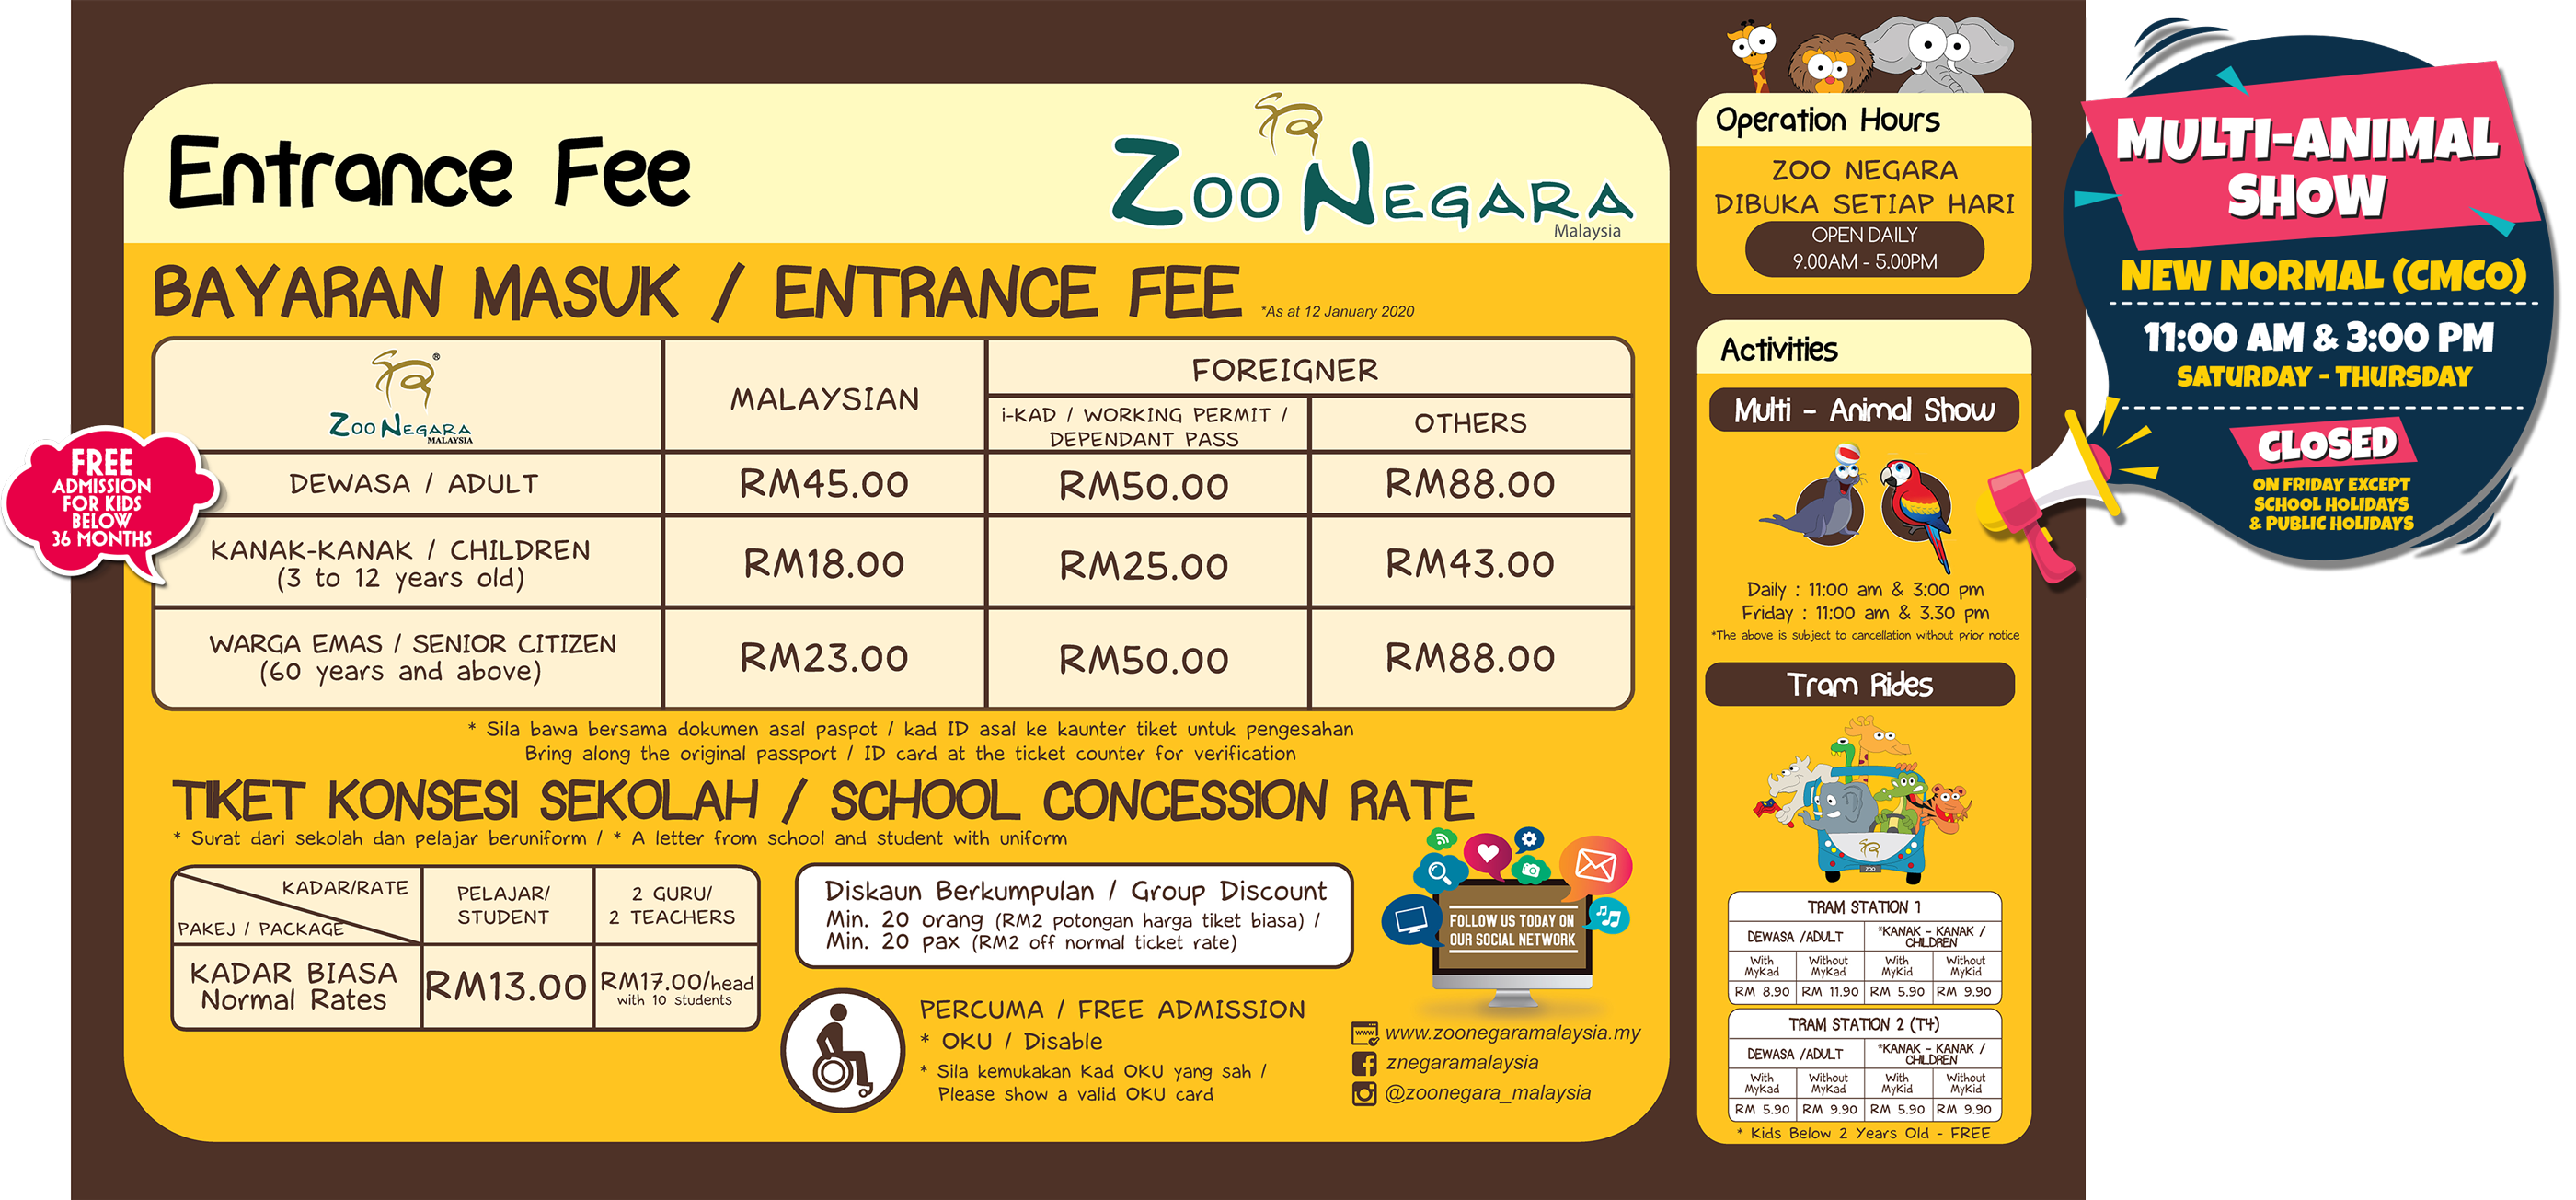 Entrance Fee
ZOO NEGARA
Malaysia
BAYARAN MASUK / ENTRANCE FEE *As at 12 January 2020
ZOO NEGARA
MALAYSIA
®
MALAYSIAN
FOREIGNER
i-KAD / WORKING PERMIT /
DEPENDANT PASS
OTHERS
DEWASA / ADULT
RM45.00
RM50.00
RM88.00
KANAK-KANAK / CHILDREN
(3 to 12 years old)
RM18.00
RM25.00
RM43.00
WARGA EMAS / SENIOR CITIZEN
(60 years and above)
RM23.00
RM50.00
RM88.00
FREE
ADMISSION
FOR KIDS
BELOW
36 MONTHS
* Sila bawa bersama dokumen asal paspot / kad ID asal ke kaunter tiket untuk pengesahan
Bring along the original passport / ID card at the ticket counter for verification
TIKET KONSESI SEKOLAH / SCHOOL CONCESSION RATE
* Surat dari sekolah dan pelajar beruniform / * A letter from school and student with uniform
KADAR/RATE
PAKEJ / PACKAGE
PELAJAR/
STUDENT
2 GURU/
2 TEACHERS
KADAR BIASA
Normal Rates
RM13.00
RM17.00/head
with 10 students
Diskaun Berkumpulan / Group Discount
Min. 20 orang (RM2 potongan harga tiket biasa) /
Min. 20 pax (RM2 off normal ticket rate)
PERCUMA / FREE ADMISSION
* OKU / Disable
* Sila kemukakan Kad OKU yang sah /
Please show a valid OKU card
FOLLOW US TODAY ON
OUR SOCIAL NETWORK
www
www.zoonegaramalaysia.my
znegaramalaysia
@zoonegara_malaysia
Operation Hours
ZOO NEGARA
DIBUKA SETIAP HARI
OPEN DAILY
9.00AM - 5.00PM
Activities
Multi - Animal Show
Daily : 11:00 am & 3:00 pm
Friday : 11:00 am & 3.30 pm
*The above is subject to cancellation without prior notice
Tram Rides
ZOO
TRAM STATION 1
DEWASA /ADULT
*KANAK - KANAK /
CHILDREN
With
MyKad
Without
MyKad
With
MyKid
Without
MyKid
RM 8.90
RM 11.90
RM 5.90
RM 9.90
TRAM STATION 2 (T4)
DEWASA /ADULT
*KANAK - KANAK /
CHILDREN
With
MyKad
Without
MyKad
With
MyKid
Without
MyKid
RM 5.90
RM 9.90
RM 5.90
RM 9.90
* Kids Below 2 Years Old - FREE
MULTI-ANIMAL
SHOW
NEW NORMAL (CMCO)
11:00 AM & 3:00 PM
SATURDAY - THURSDAY
CLOSED
ON FRIDAY EXCEPT
SCHOOL HOLIDAYS
& PUBLIC HOLIDAYS